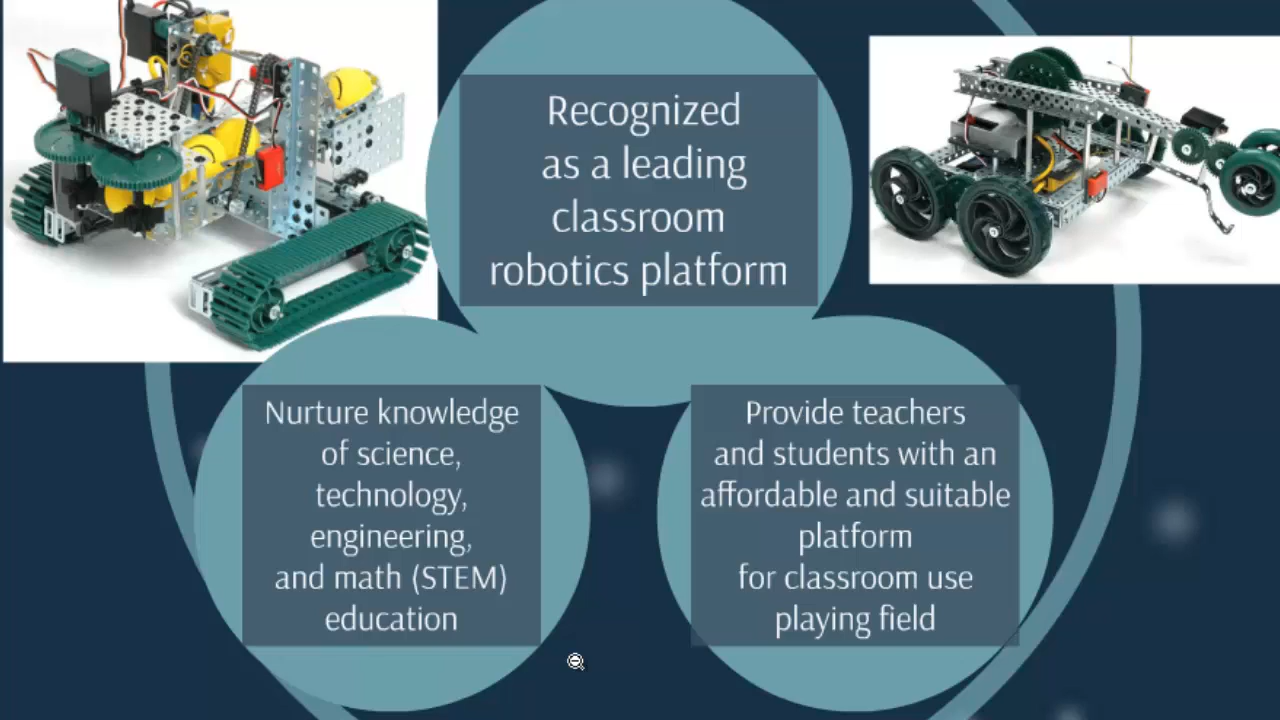 Recognized
as a leading
classroom
robotics platform
Nurture knowledge
of science,
technology,
engineering,
and math (STEM)
education
Provide teachers
and students with an
affordable and suitable
platform
for classroom use
playing field